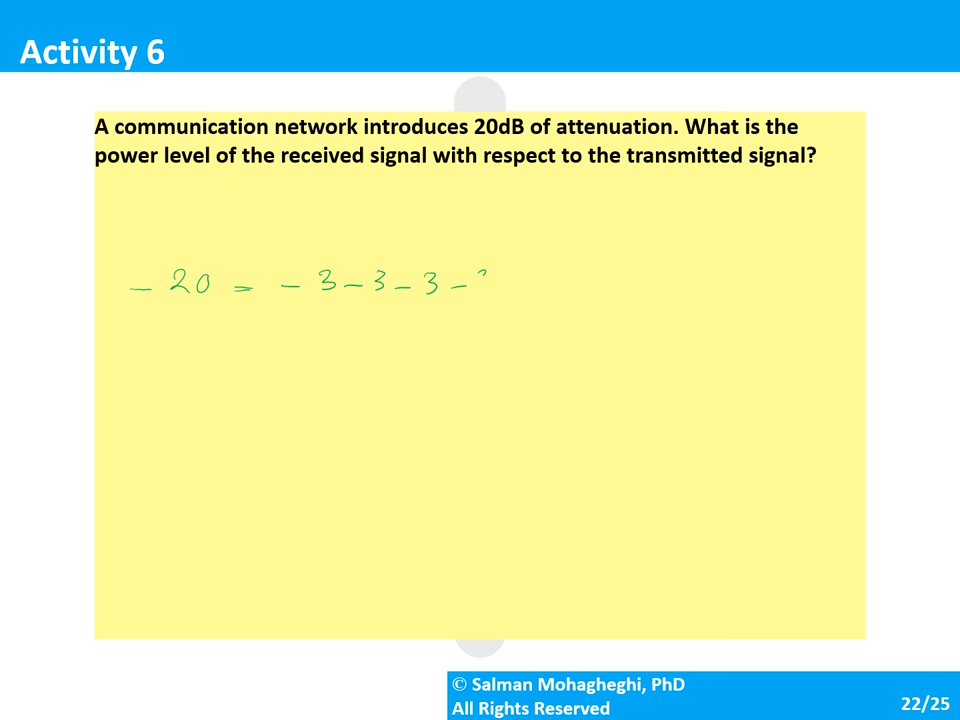 Activity 6
A communication network introduces 20dB of attenuation. What is the
power level of the received signal with respect to the transmitted signal?
- 20 = - 3 - 3 - 3 -
© Salman Mohagheghi, PhD
All Rights Reserved
22/25